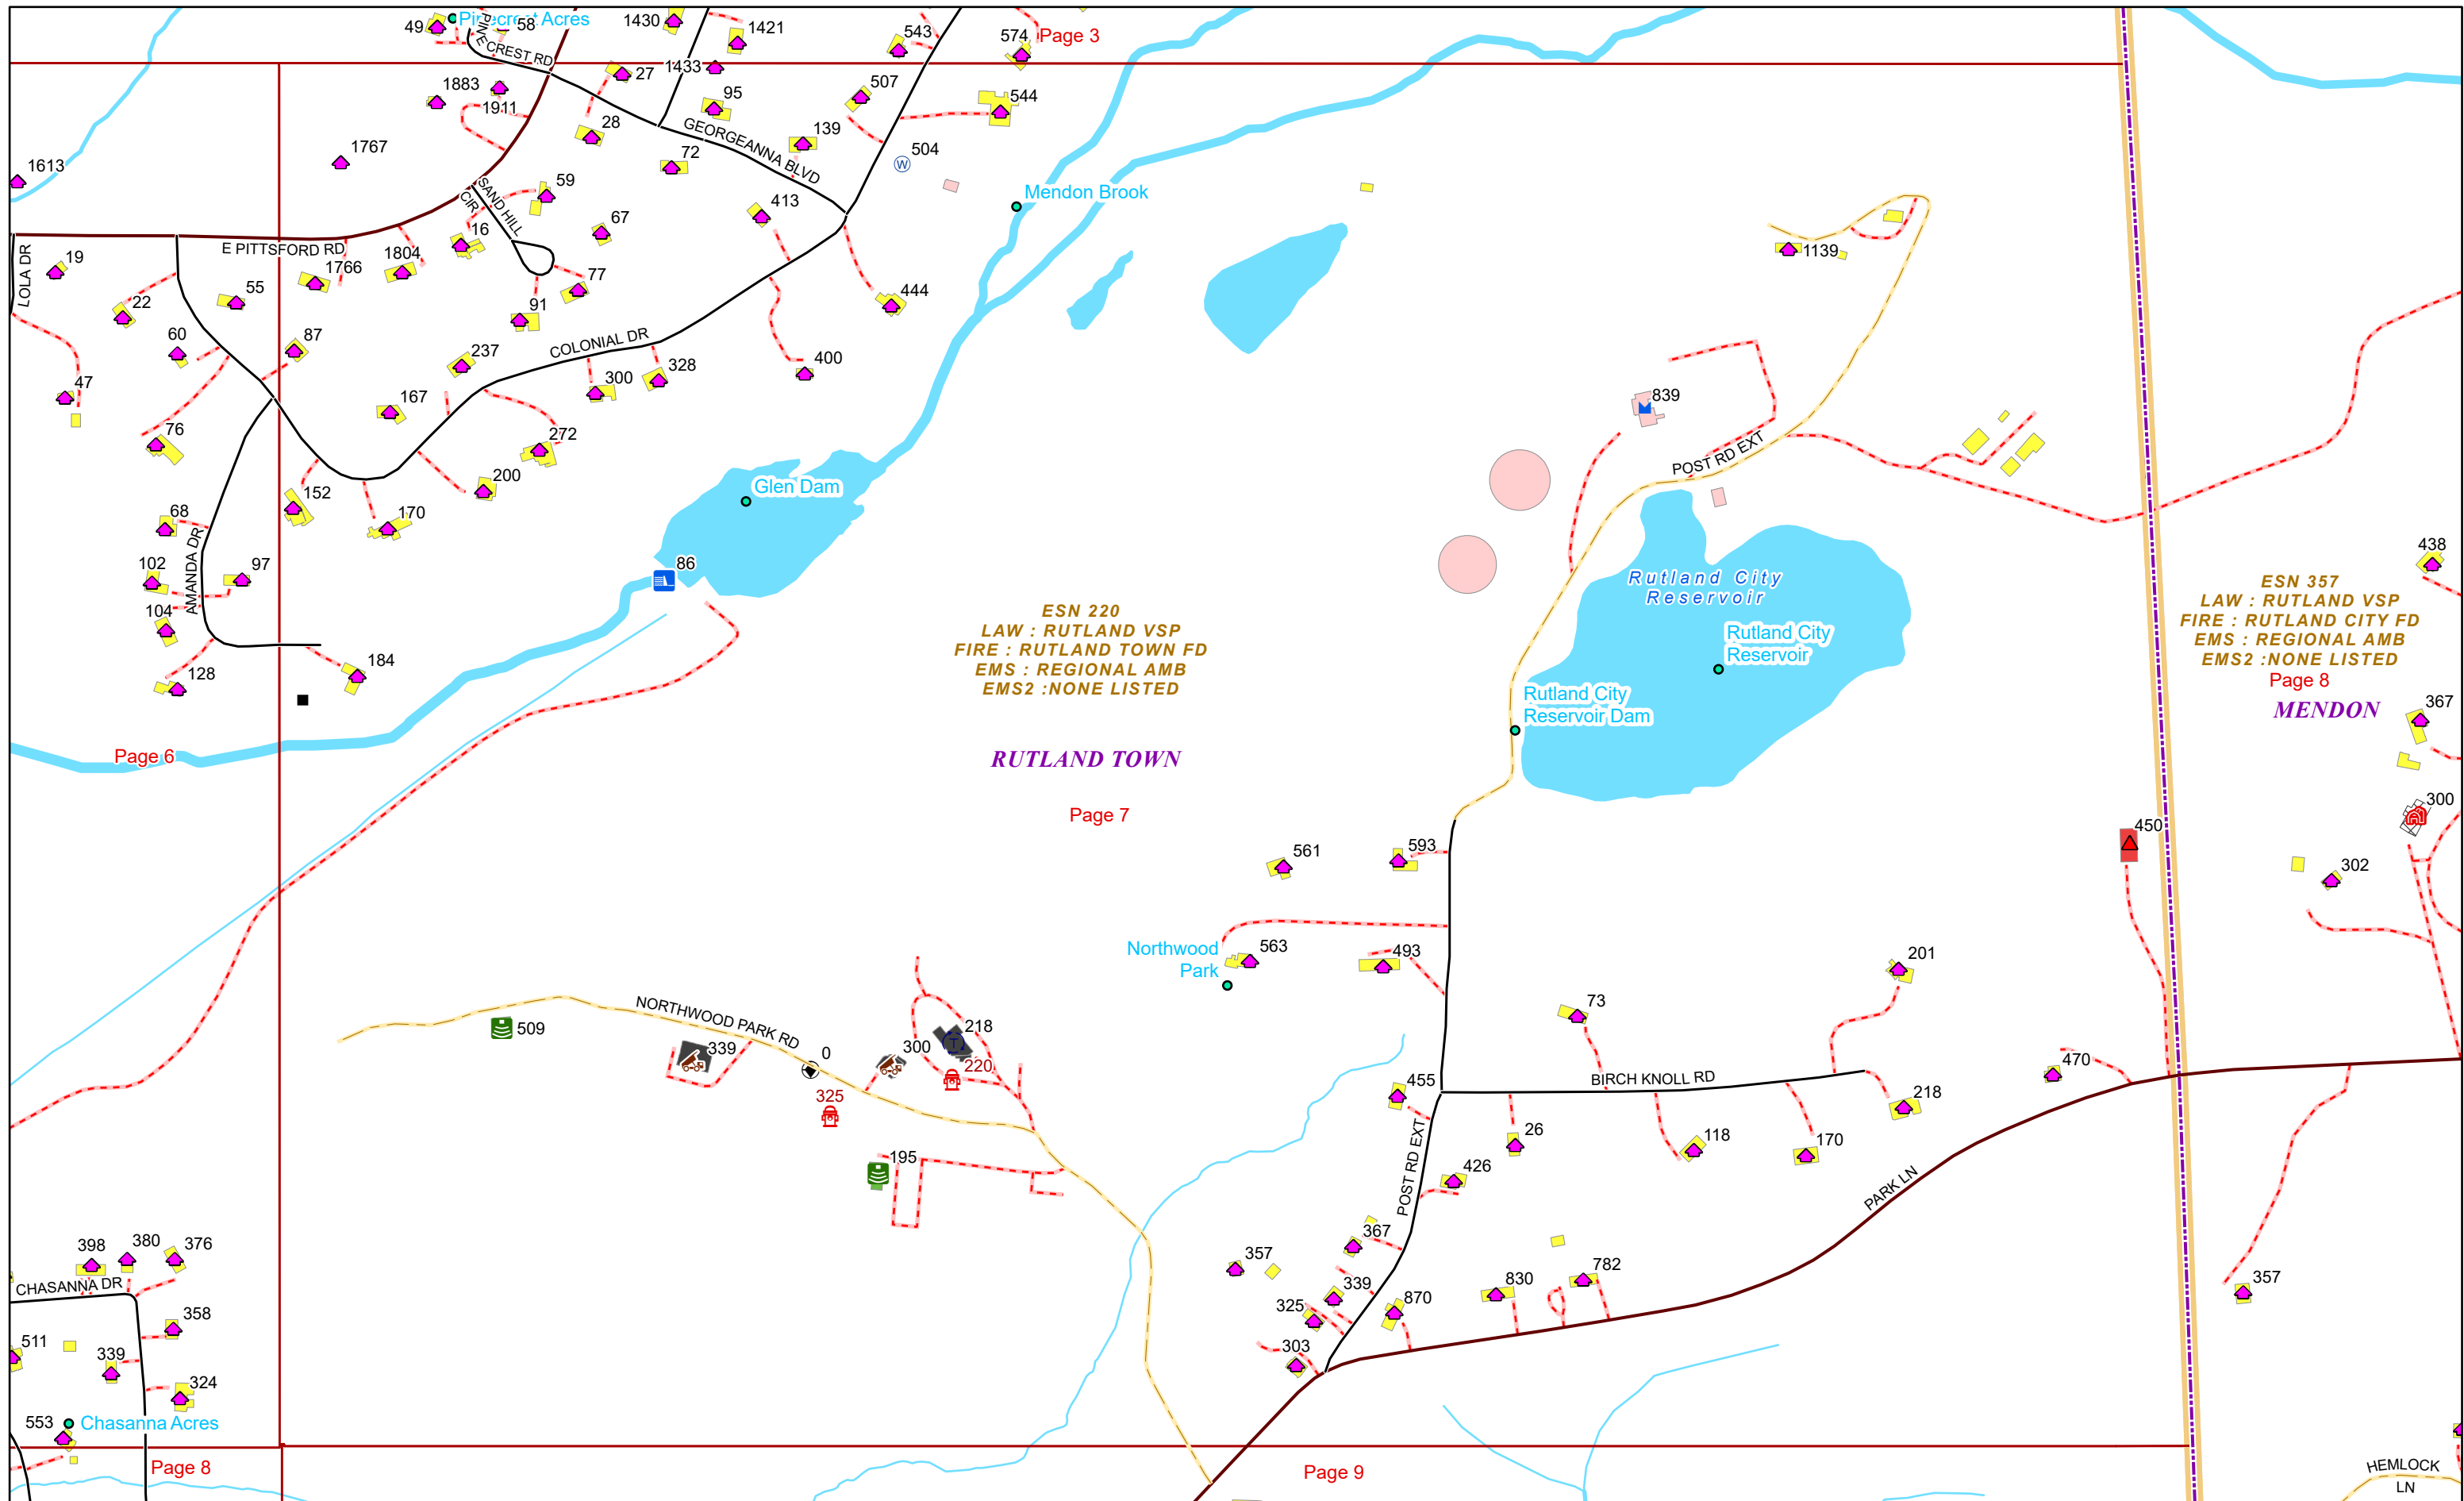 49
Pinecrest Acres
58
1430
1421
543
574
Page 3
PINECREST RD
27
1433
1883
1911
95
507
544
28
GEORGEANNA BLVD
139
72
504
1767
1613
59
SAND HILL
CIR
Mendon Brook
413
67
16
E PITTSFORD RD
LOLA DR
19
1766
1804
77
1139
22
55
91
444
60
87
237
COLONIAL DR
328
400
300
47
167
839
76
272
POST RD EXT
200
Glen Dam
152
170
68
AMANDA DR
102
97
86
438
Rutland City
Reservoir
104
ESN 220
LAW : RUTLAND VSP
FIRE : RUTLAND TOWN FD
EMS : REGIONAL AMB
EMS2 :NONE LISTED
ESN 357
LAW : RUTLAND VSP
FIRE : RUTLAND CITY FD
EMS : REGIONAL AMB
EMS2 :NONE LISTED
Page 8
MENDON
Rutland City
Reservoir
184
128
Rutland City
Reservoir Dam
367
Page 6
RUTLAND TOWN
Page 7
300
450
561
593
302
Northwood
Park
563
493
201
NORTHWOOD PARK RD
509
339
0
300
218
T
220
325
73
455
BIRCH KNOLL RD
470
218
26
118
170
195
426
POST RD EXT
PARK LN
367
398
380
376
357
339
830
782
CHASANNA DR
325
870
357
358
511
339
303
324
553
Chasanna Acres
Page 8
Page 9
HEMLOCK
LN
W